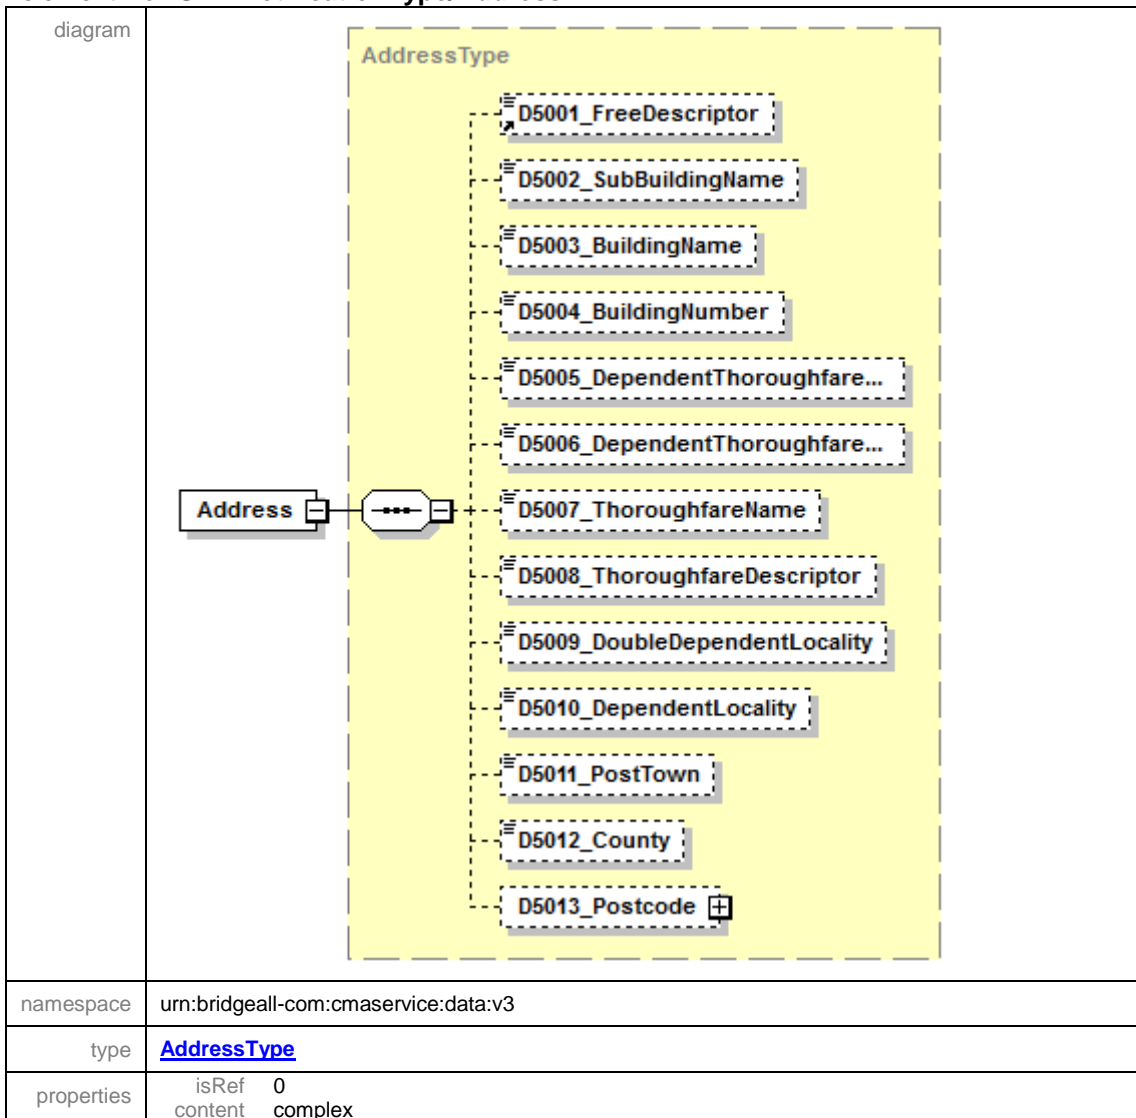 diagram
AddressType
D5001_FreeDescriptor
D5002_SubBuildingName
D5003_BuildingName
D5004_BuildingNumber
D5005_DependentThoroughfare...
D5006_DependentThoroughfare...
Address
D5007_ThoroughfareName
D5008_ThoroughfareDescriptor
D5009_DoubleDependentLocality
D5010_DependentLocality
D5011_PostTown
D5012_County
D5013_Postcode
namespace urn:bridgeall-com:cmaservice:data:v3
type AddressType
properties isRef 0
content complex